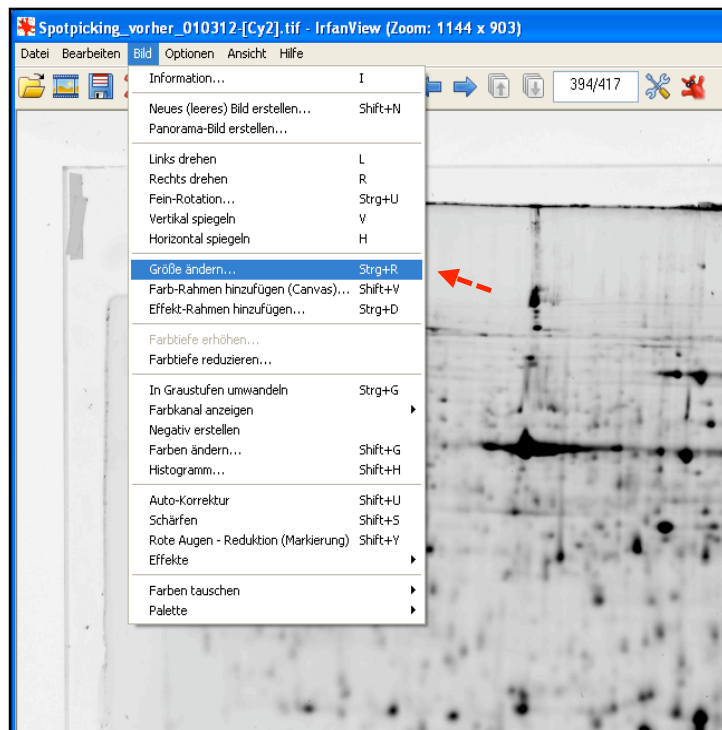 Spotpicking_vorher_010312-[Cy2].tif - IrfanView (Zoom: 1144 x 903)
Datei Bearbeiten Bild Optionen Ansicht Hilfe
394/417
Information... I
Neues (leeres) Bild erstellen... Shift+N
Panorama-Bild erstellen...
Links drehen L
Rechts drehen R
Fein-Rotation... Strg+U
Vertikal spiegeln V
Horizontal spiegeln H
Größe ändern... Strg+R
Farb-Rahmen hinzufügen (Canvas)... Shift+V
Effekt-Rahmen hinzufügen... Strg+D
Farbtiefe erhöhen...
Farbtiefe reduzieren...
In Graustufen umwandeln Strg+G
Farbkanal anzeigen
Negativ erstellen
Farben ändern... Shift+G
Histogramm... Shift+H
Auto-Korrektur Shift+U
Schärfen Shift+S
Rote Augen - Reduktion (Markierung) Shift+Y
Effekte
Farben tauschen
Palette